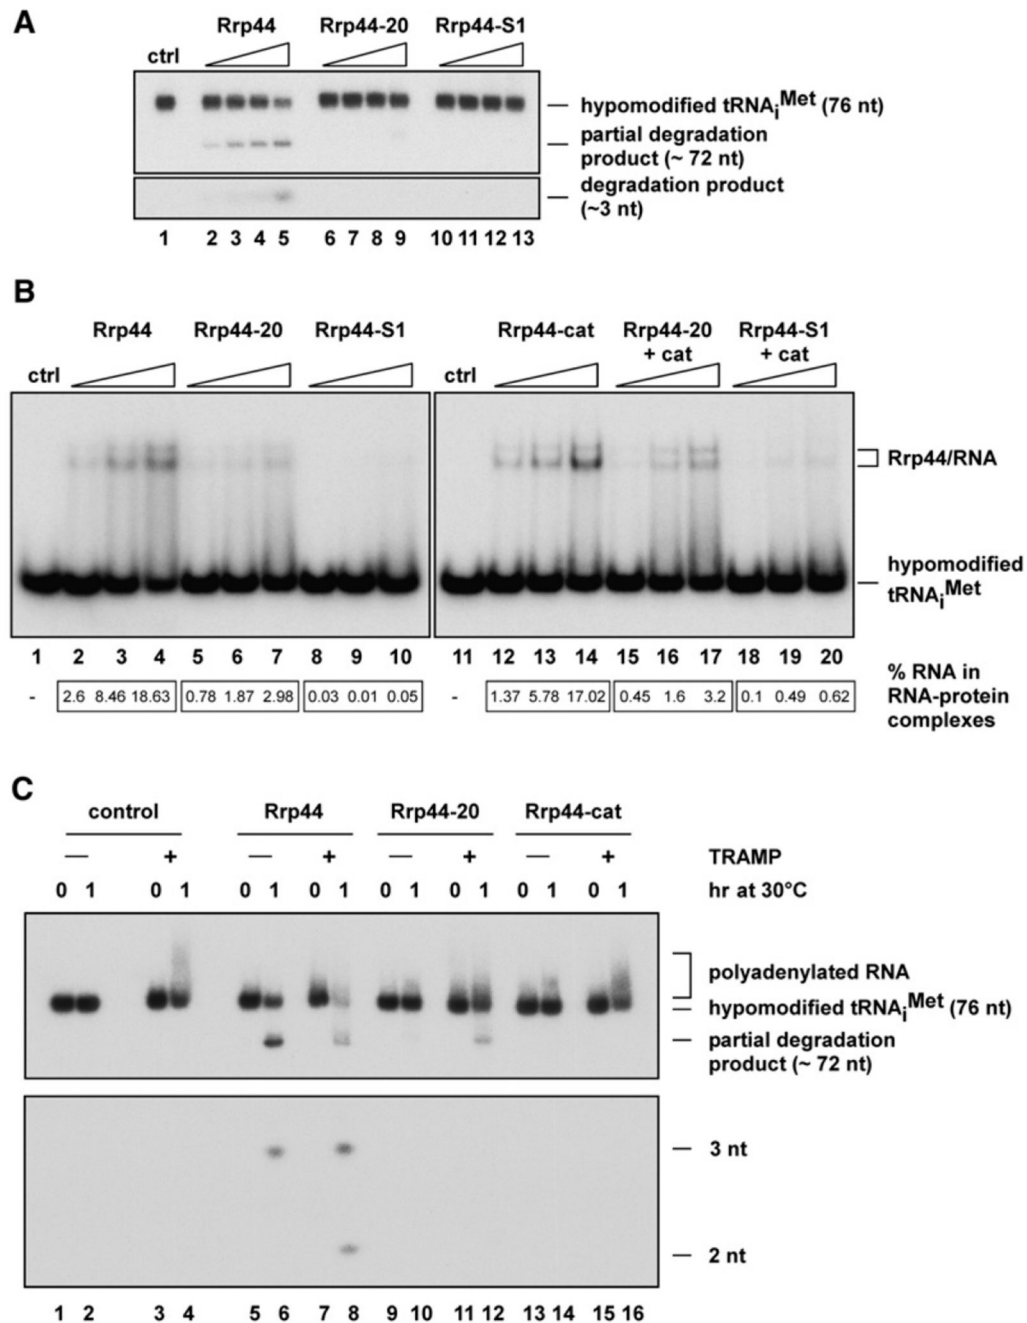 A
Rrp44 Rrp44-20 Rrp44-S1
ctrl
hypomodified tRNAiMet (76 nt)
partial degradation
product (~ 72 nt)
degradation product
(~3 nt)
1 2 3 4 5 6 7 8 9 10 11 12 13
B
Rrp44 Rrp44-20 Rrp44-S1 Rrp44-cat Rrp44-20 + cat Rrp44-S1 + cat
ctrl ctrl
Rrp44/RNA
hypomodified
tRNAiMet
1 2 3 4 5 6 7 8 9 10 11 12 13 14 15 16 17 18 19 20
- 2.6 8.46 18.63 0.78 1.87 2.98 0.03 0.01 0.05 - 1.37 5.78 17.02 0.45 1.6 3.2 0.1 0.49 0.62
% RNA in
RNA-protein
complexes
C
control Rrp44 Rrp44-20 Rrp44-cat
— + — + — + — + TRAMP
0 1 0 1 0 1 0 1 0 1 0 1 0 1 0 1 hr at 30°C
polyadenylated RNA
hypomodified tRNAiMet (76 nt)
partial degradation
product (~ 72 nt)
3 nt
2 nt
1 2 3 4 5 6 7 8 9 10 11 12 13 14 15 16